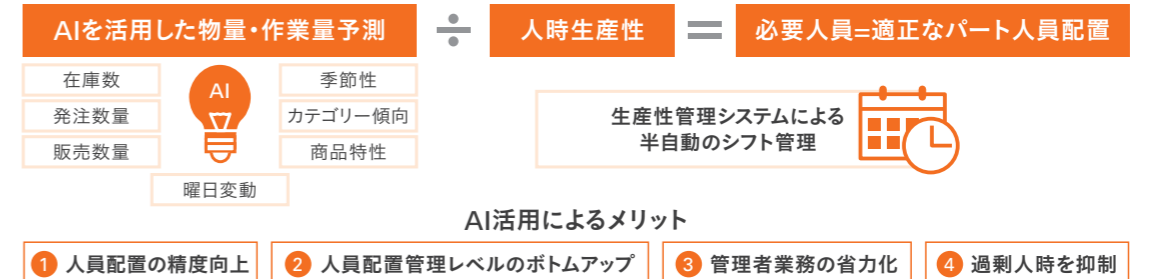 AIを活用した物量・作業量予測 ÷ 人時生産性 = 必要人員=適正なパート人員配置
在庫数
発注数量
販売数量
AI
季節性
カテゴリー傾向
商品特性
曜日変動
生産性管理システムによる
半自動のシフト管理
AI活用によるメリット
1 人員配置の精度向上
2 人員配置管理レベルのボトムアップ
3 管理者業務の省力化
4 過剰人時を抑制